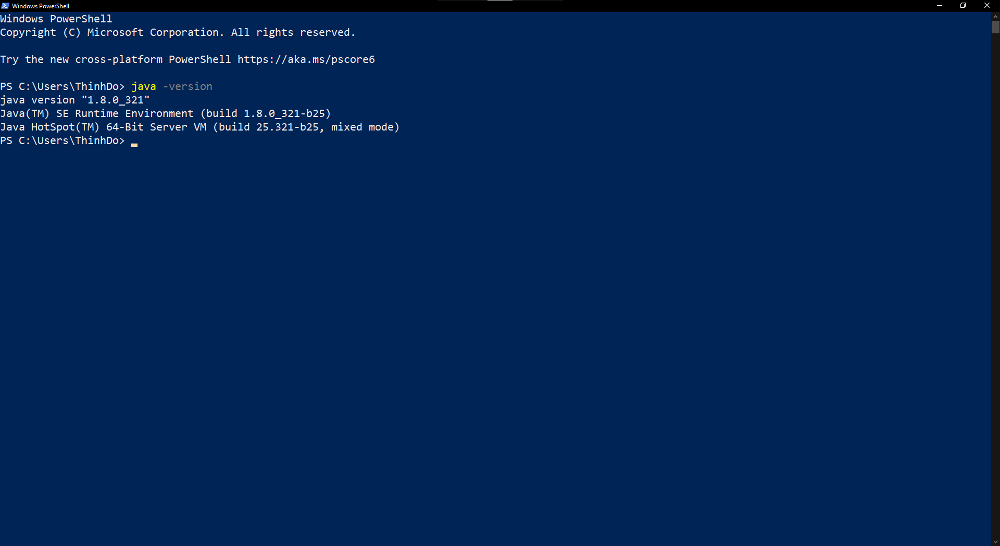 Windows PowerShell
Windows PowerShell
Copyright (C) Microsoft Corporation. All rights reserved.
Try the new cross-platform PowerShell https://aka.ms/pscore6
PS C:\Users\ThinhDo> java -version
java version "1.8.0_321"
Java(TM) SE Runtime Environment (build 1.8.0_321-b25)
Java HotSpot(TM) 64-Bit Server VM (build 25.321-b25, mixed mode)
PS C:\Users\ThinhDo>